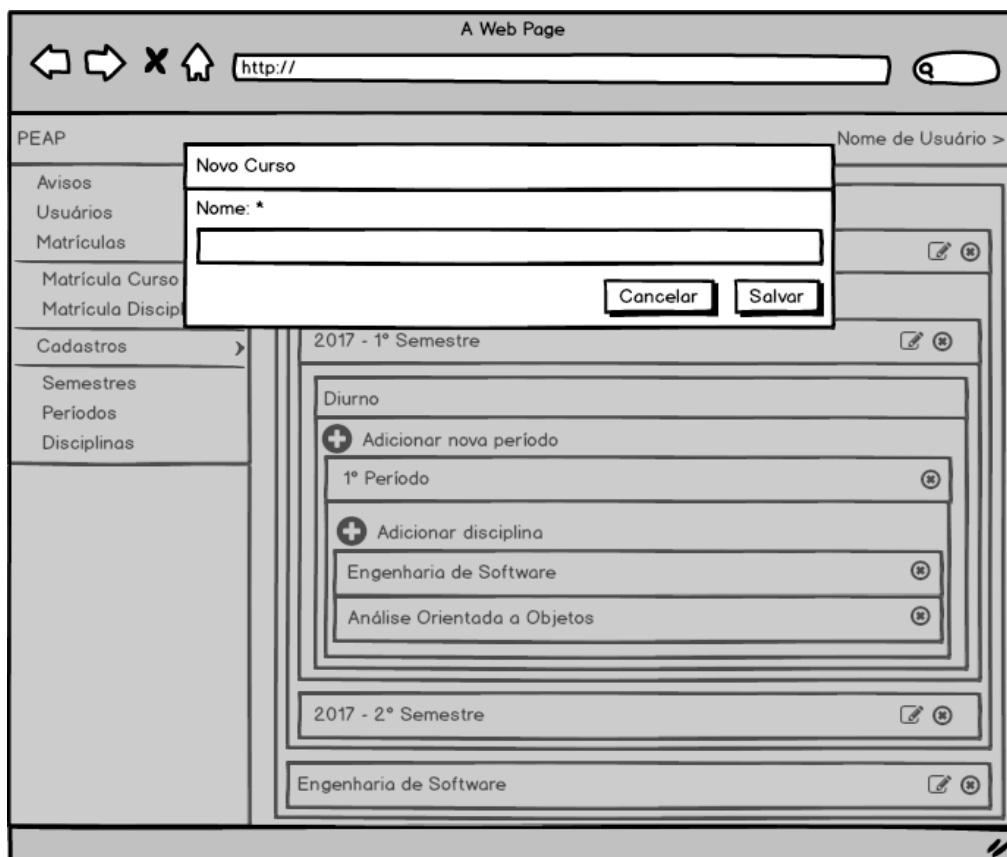 A Web Page
http://
PEAP
Nome de Usuário >
Novo Curso
Nome: *
Cancelar
Salvar
Avisos
Usuários
Matrículas
Matrícula Curso
Matrícula Discipl
Cadastros
Semestres
Períodos
Disciplinas
2017 - 1º Semestre
Diurno
Adicionar nova período
1º Período
Adicionar disciplina
Engenharia de Software
Análise Orientada a Objetos
2017 - 2º Semestre
Engenharia de Software